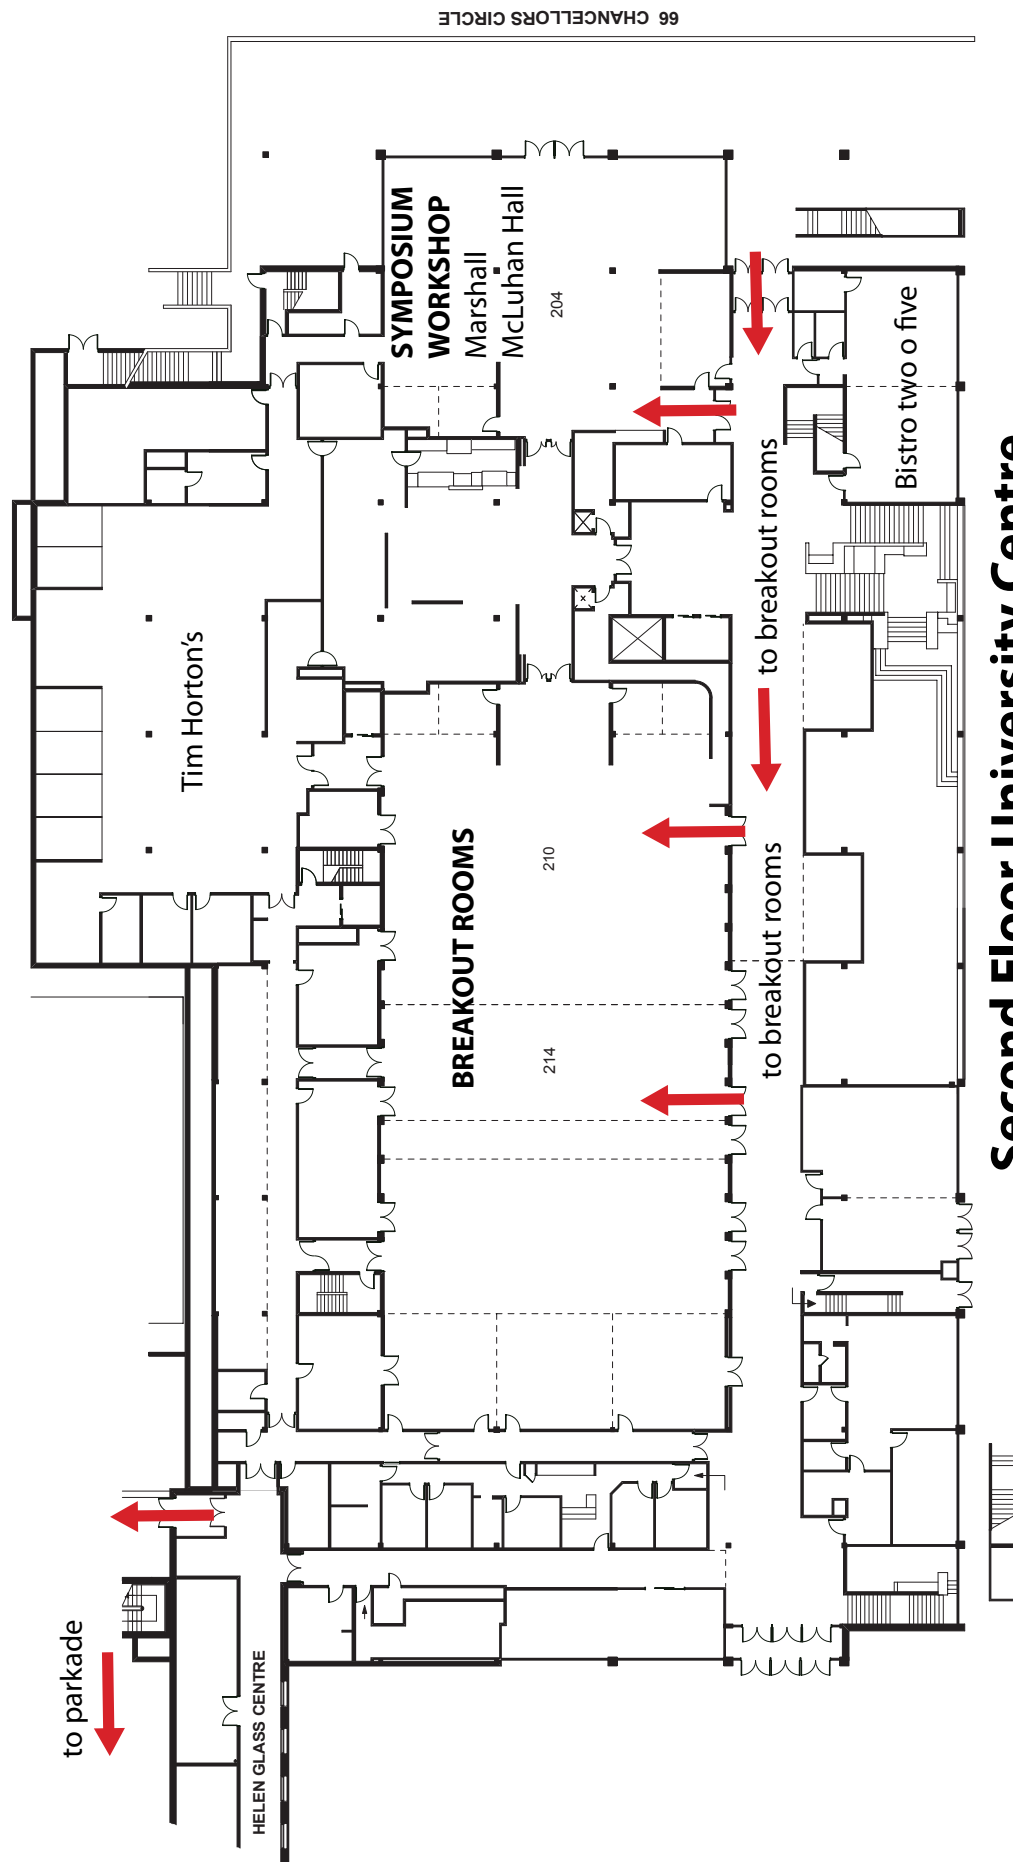 66 CHANCELLORS CIRCLE
SYMPOSIUM
WORKSHOP
Marshall
McLuhan Hall
204
Bistro two o five
to breakout rooms
Tim Horton's
BREAKOUT ROOMS
210
214
to breakout rooms
to parkade
HELEN GLASS CENTRE
Second Floor University Centre